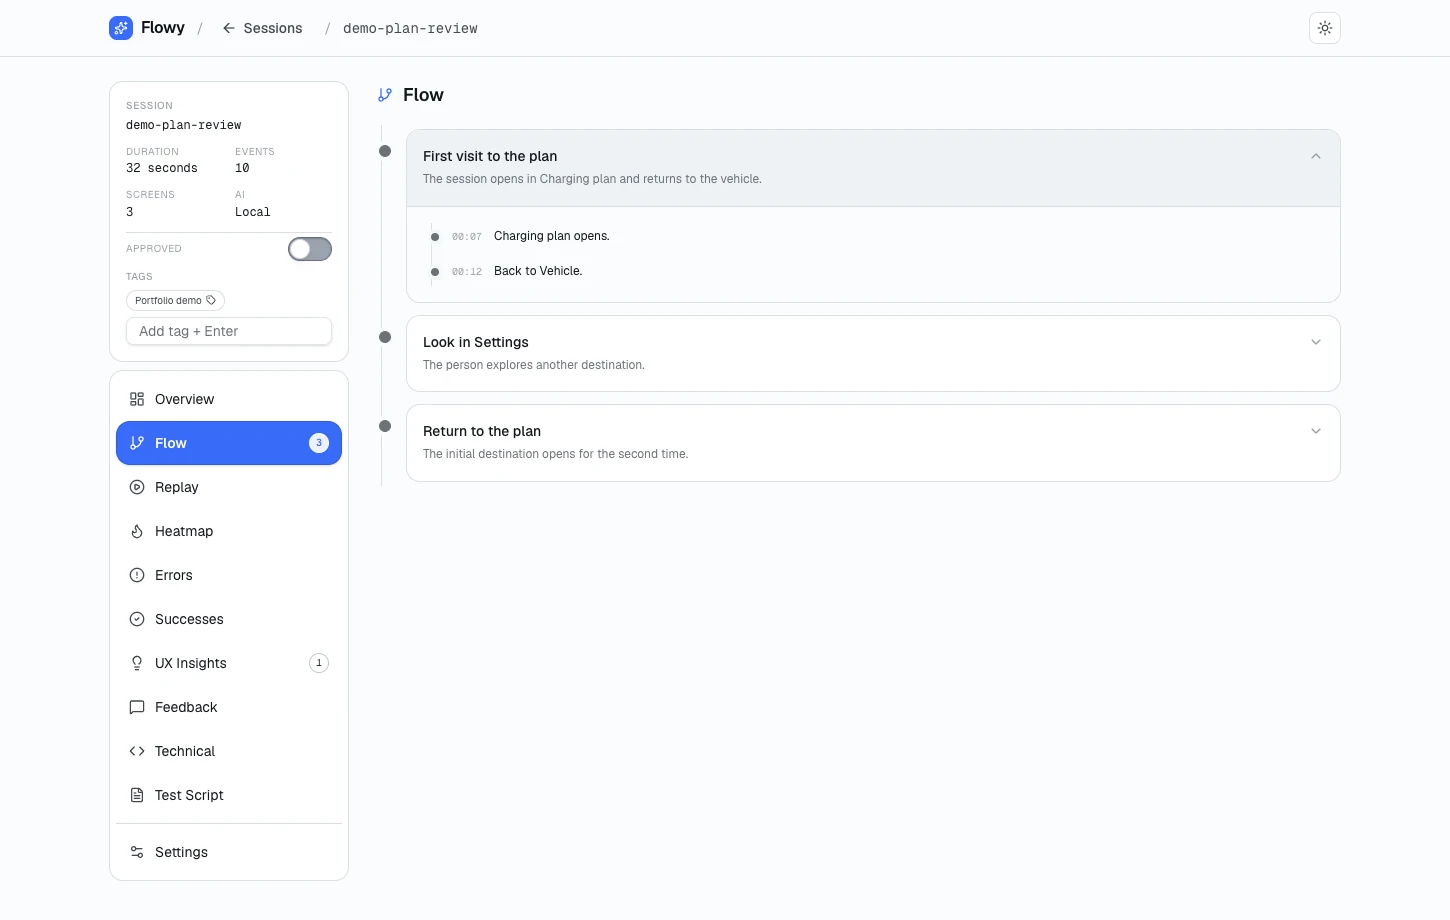 Flowy / Sessions / demo-plan-review
SESSION
demo-plan-review
DURATION EVENTS
32 seconds 10
SCREENS AI
3 Local
APPROVED
TAGS
Portfolio demo
Add tag + Enter
Overview
Flow 3
Replay
Heatmap
Errors
Successes
UX Insights 1
Feedback
Technical
Test Script
Settings
Flow
First visit to the plan
The session opens in Charging plan and returns to the vehicle.
00:07 Charging plan opens.
00:12 Back to Vehicle.
Look in Settings
The person explores another destination.
Return to the plan
The initial destination opens for the second time.